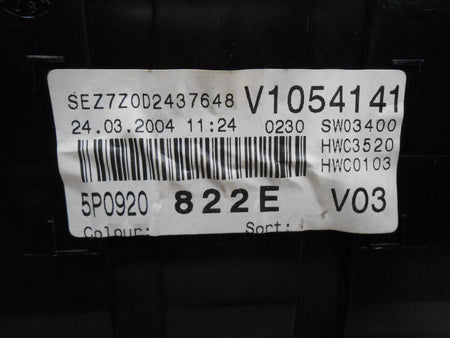 SEZ7Z0D2437648 V1054141
24.03.2004 11:24 0230 SW03400
HWC3520
HWC0103
5P0920 822E V03
Colour: Sort: